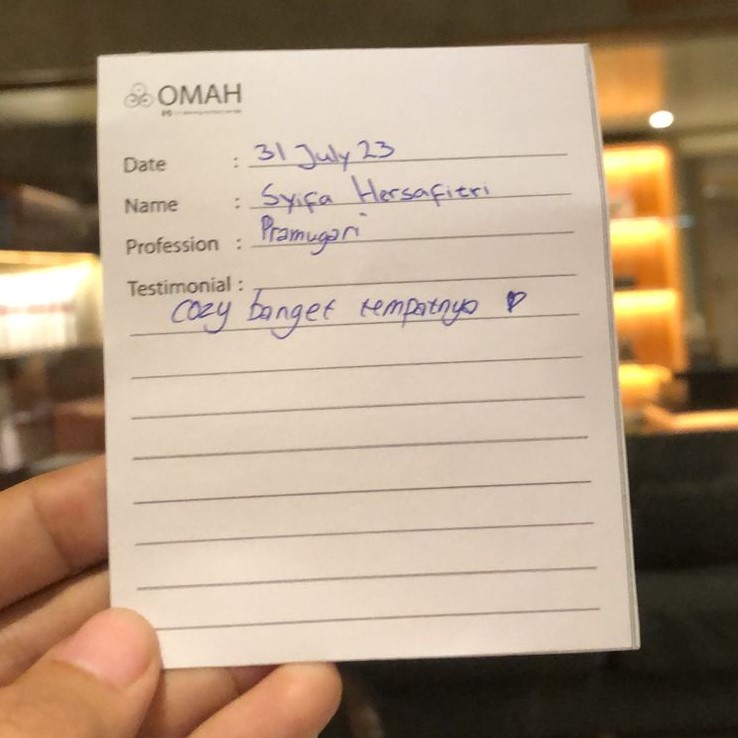 OMAH
Date : 31 July 23
Name : Syifa Hersafitri
Profession : Pramugari
Testimonial :
Cozy banget tempatnya